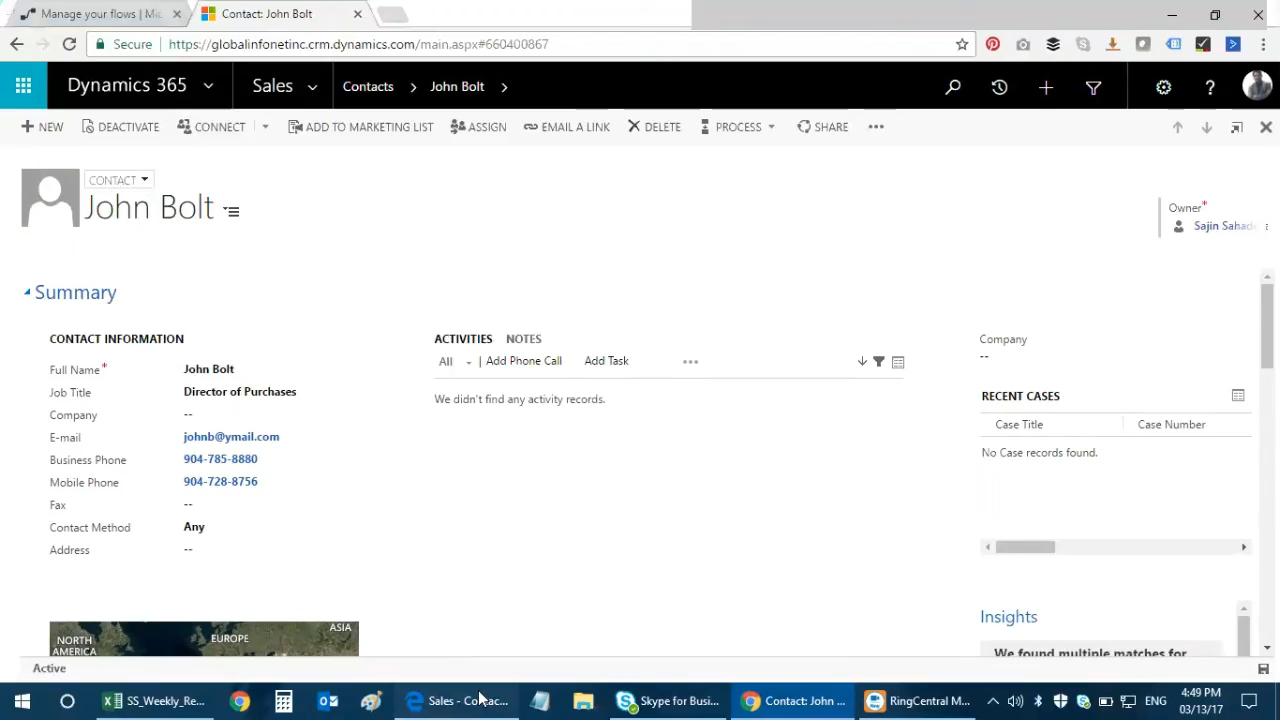 Manage your flows | Mic
Contact: John Bolt
Secure
https://globalinfonetinc.crm.dynamics.com/main.aspx#660400867
Dynamics 365
Sales
Contacts
John Bolt
NEW
DEACTIVATE
CONNECT
ADD TO MARKETING LIST
ASSIGN
EMAIL A LINK
DELETE
PROCESS
SHARE
CONTACT
John Bolt
Owner*
Sajin Sahad
Summary
CONTACT INFORMATION
Full Name* John Bolt
Job Title Director of Purchases
Company --
E-mail johnb@ymail.com
Business Phone 904-785-8880
Mobile Phone 904-728-8756
Fax --
Contact Method Any
Address --
NORTH AMERICA
EUROPE
ASIA
ACTIVITIES NOTES
All | Add Phone Call Add Task
We didn't find any activity records.
Company
--
RECENT CASES
Case Title Case Number
No Case records found.
Insights
We found multiple matches for
Active
SS_Weekly_Re...
Sales - Contac...
Skype for Busi...
Contact: John ...
RingCentral M...
ENG
4:49 PM
03/13/17